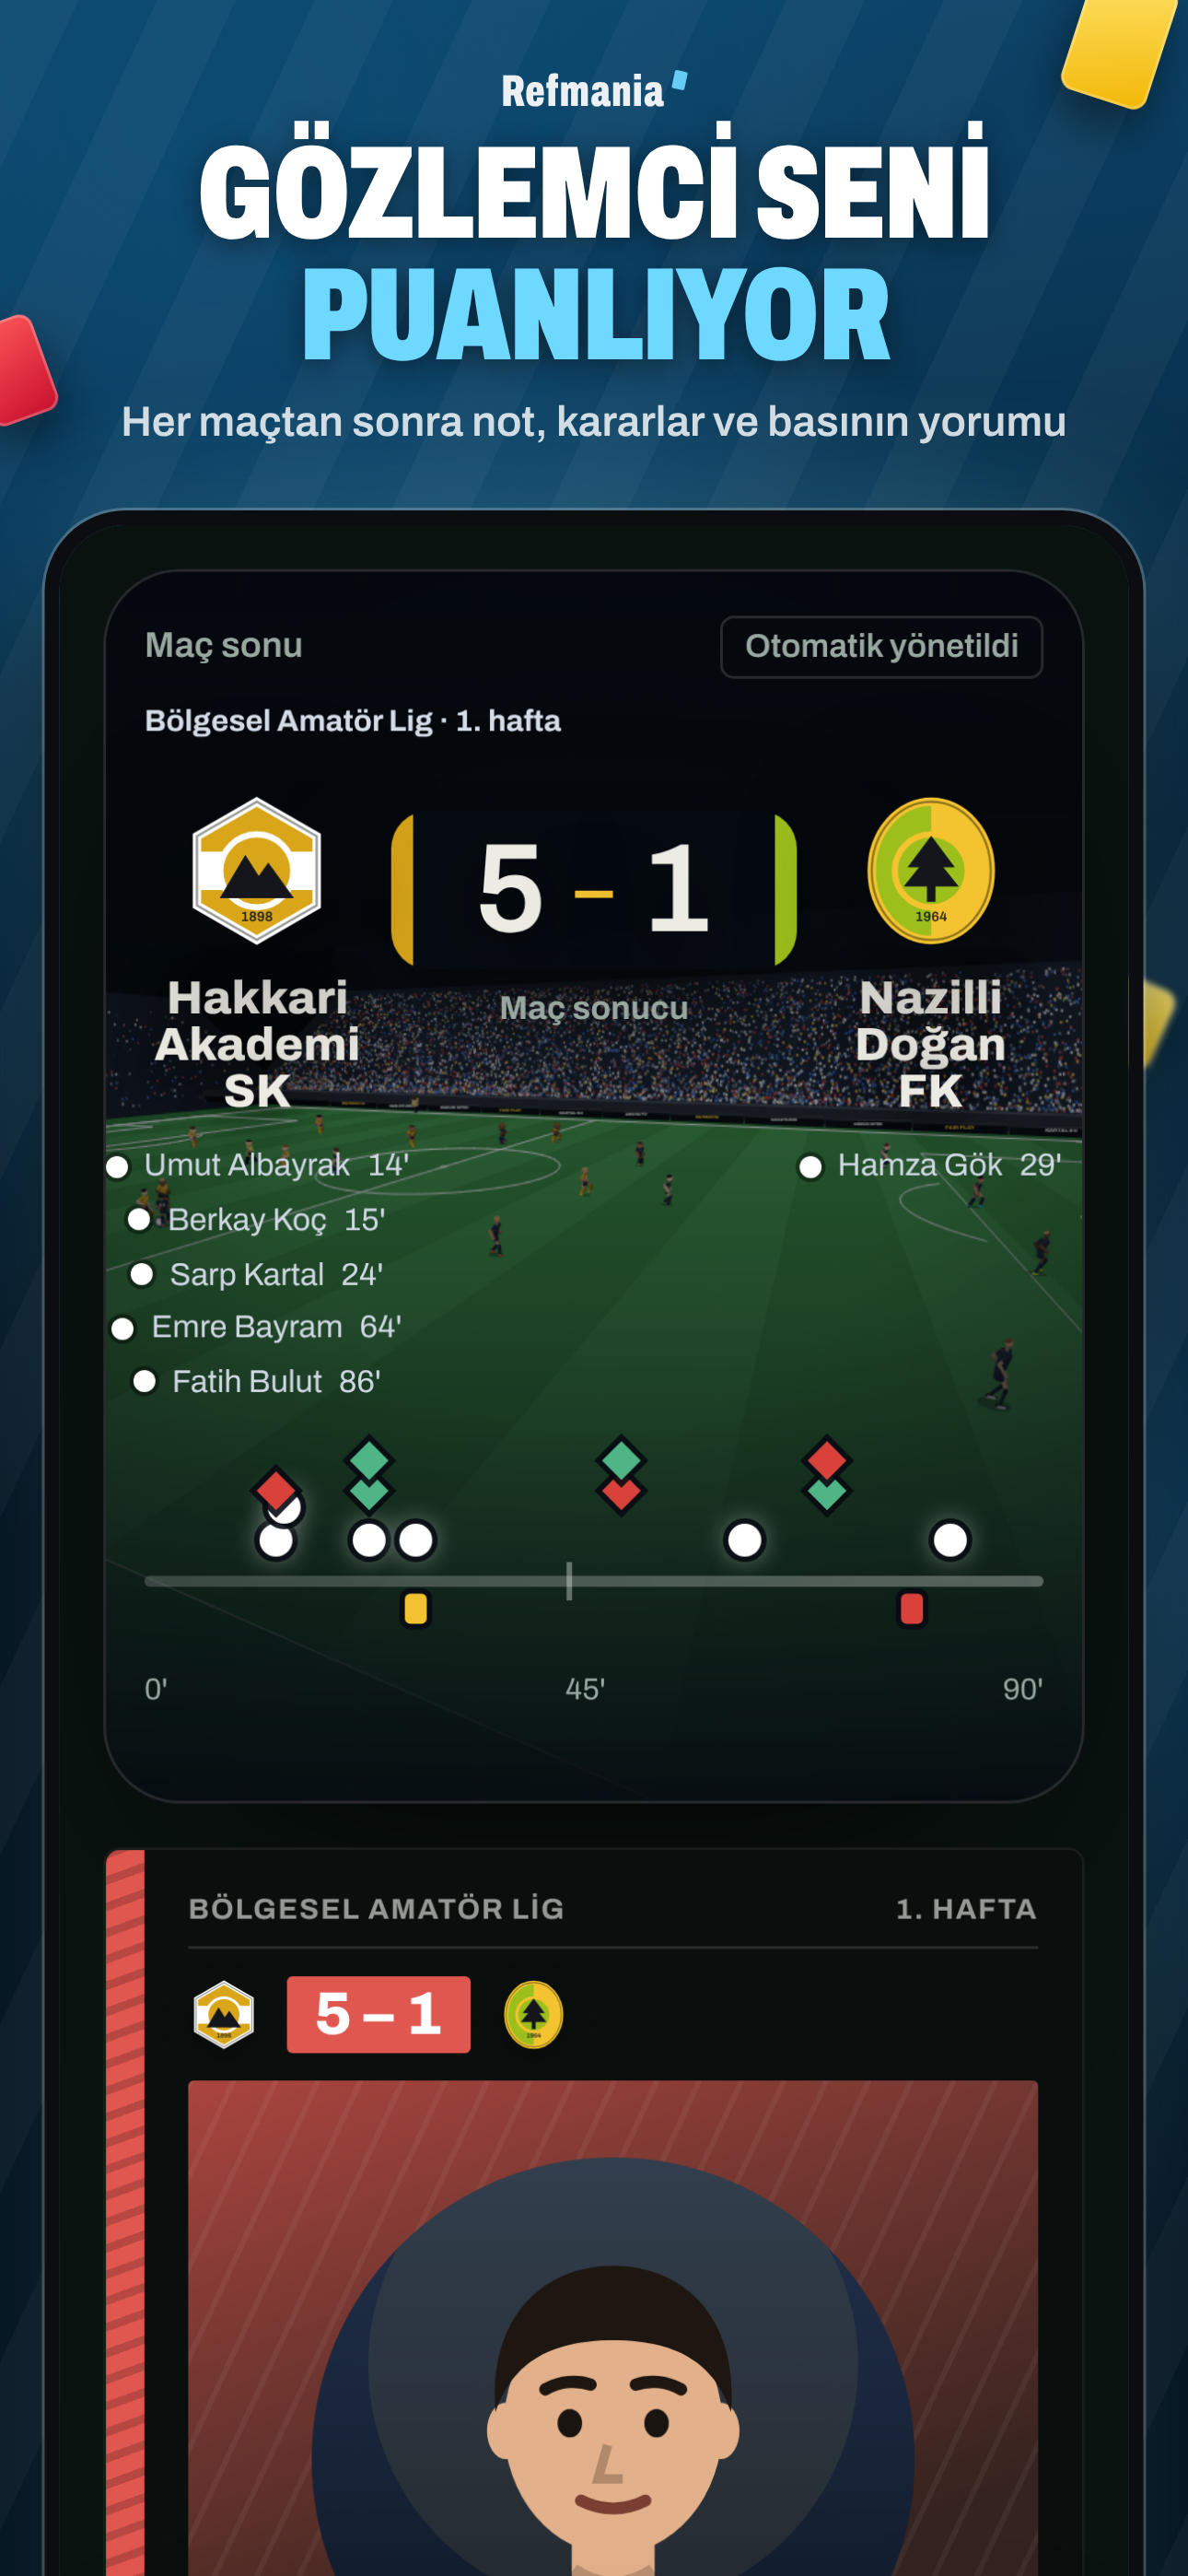 Refmania
GÖZLEMCİ SENİ
PUANLIYOR
Her maçtan sonra not, kararlar ve basının yorumu
Maç sonu
Otomatik yönetildi
Bölgesel Amatör Lig · 1. hafta
1898
5 – 1
1964
Hakkari
Akademi
SK
Maç sonucu
Nazilli
Doğan
FK
Umut Albayrak 14'
Hamza Gök 29'
Berkay Koç 15'
Sarp Kartal 24'
Emre Bayram 64'
Fatih Bulut 86'
0'
45'
90'
BÖLGESEL AMATÖR LİG
1. HAFTA
1898
5 – 1
1964